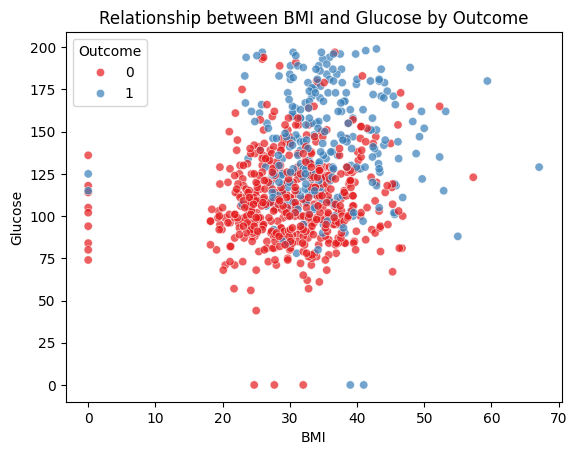 Relationship between BMI and Glucose by Outcome
Outcome
0
1
Glucose
200
175
150
125
100
75
50
25
0
0 10 20 30 40 50 60 70
BMI